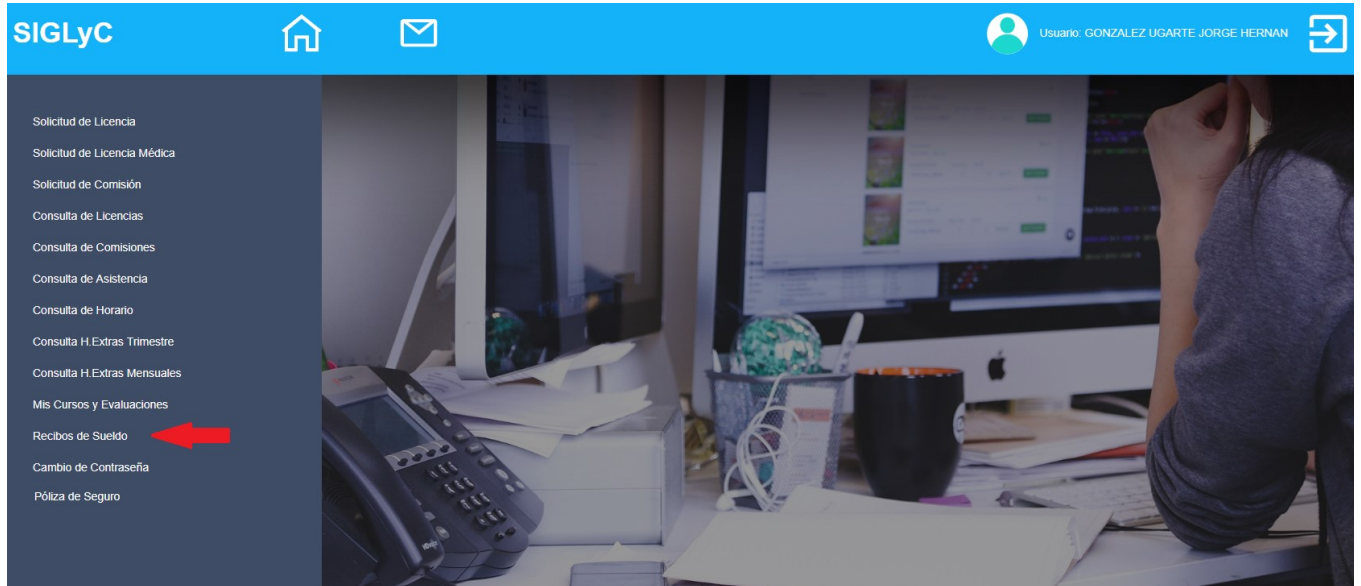 SIGLyC
Usuario: GONZALEZ UGARTE JORGE HERNAN
Solicitud de Licencia
Solicitud de Licencia Médica
Solicitud de Comisión
Consulta de Licencias
Consulta de Comisiones
Consulta de Asistencia
Consulta de Horario
Consulta H.Extras Trimestre
Consulta H.Extras Mensuales
Mis Cursos y Evaluaciones
Recibos de Sueldo
Cambio de Contraseña
Póliza de Seguro